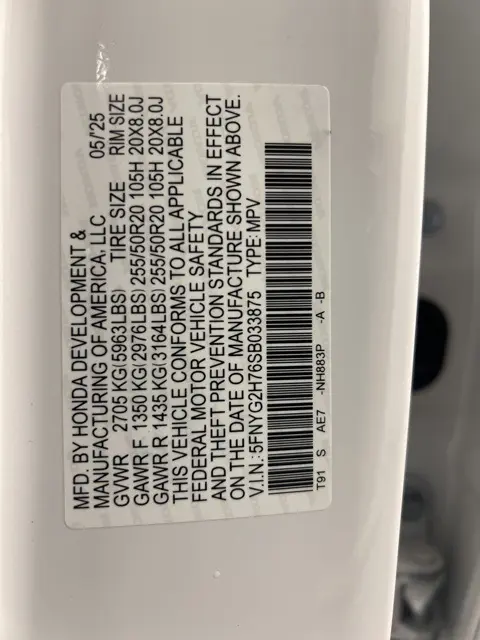 MFD. BY HONDA DEVELOPMENT &
MANUFACTURING OF AMERICA, LLC 05/'25
GVWR 2705 KG(5963LBS) TIRE SIZE RIM SIZE
GAWR F 1350 KG(2976LBS) 255/50R20 105H 20X8.0J
GAWR R 1435 KG(3164LBS) 255/50R20 105H 20X8.0J
THIS VEHICLE CONFORMS TO ALL APPLICABLE
FEDERAL MOTOR VEHICLE SAFETY
AND THEFT PREVENTION STANDARDS IN EFFECT
ON THE DATE OF MANUFACTURE SHOWN ABOVE.
V.I.N.: 5FNYG2H76SB033875 TYPE: MPV
T91 S AE7 -NH883P -A -B